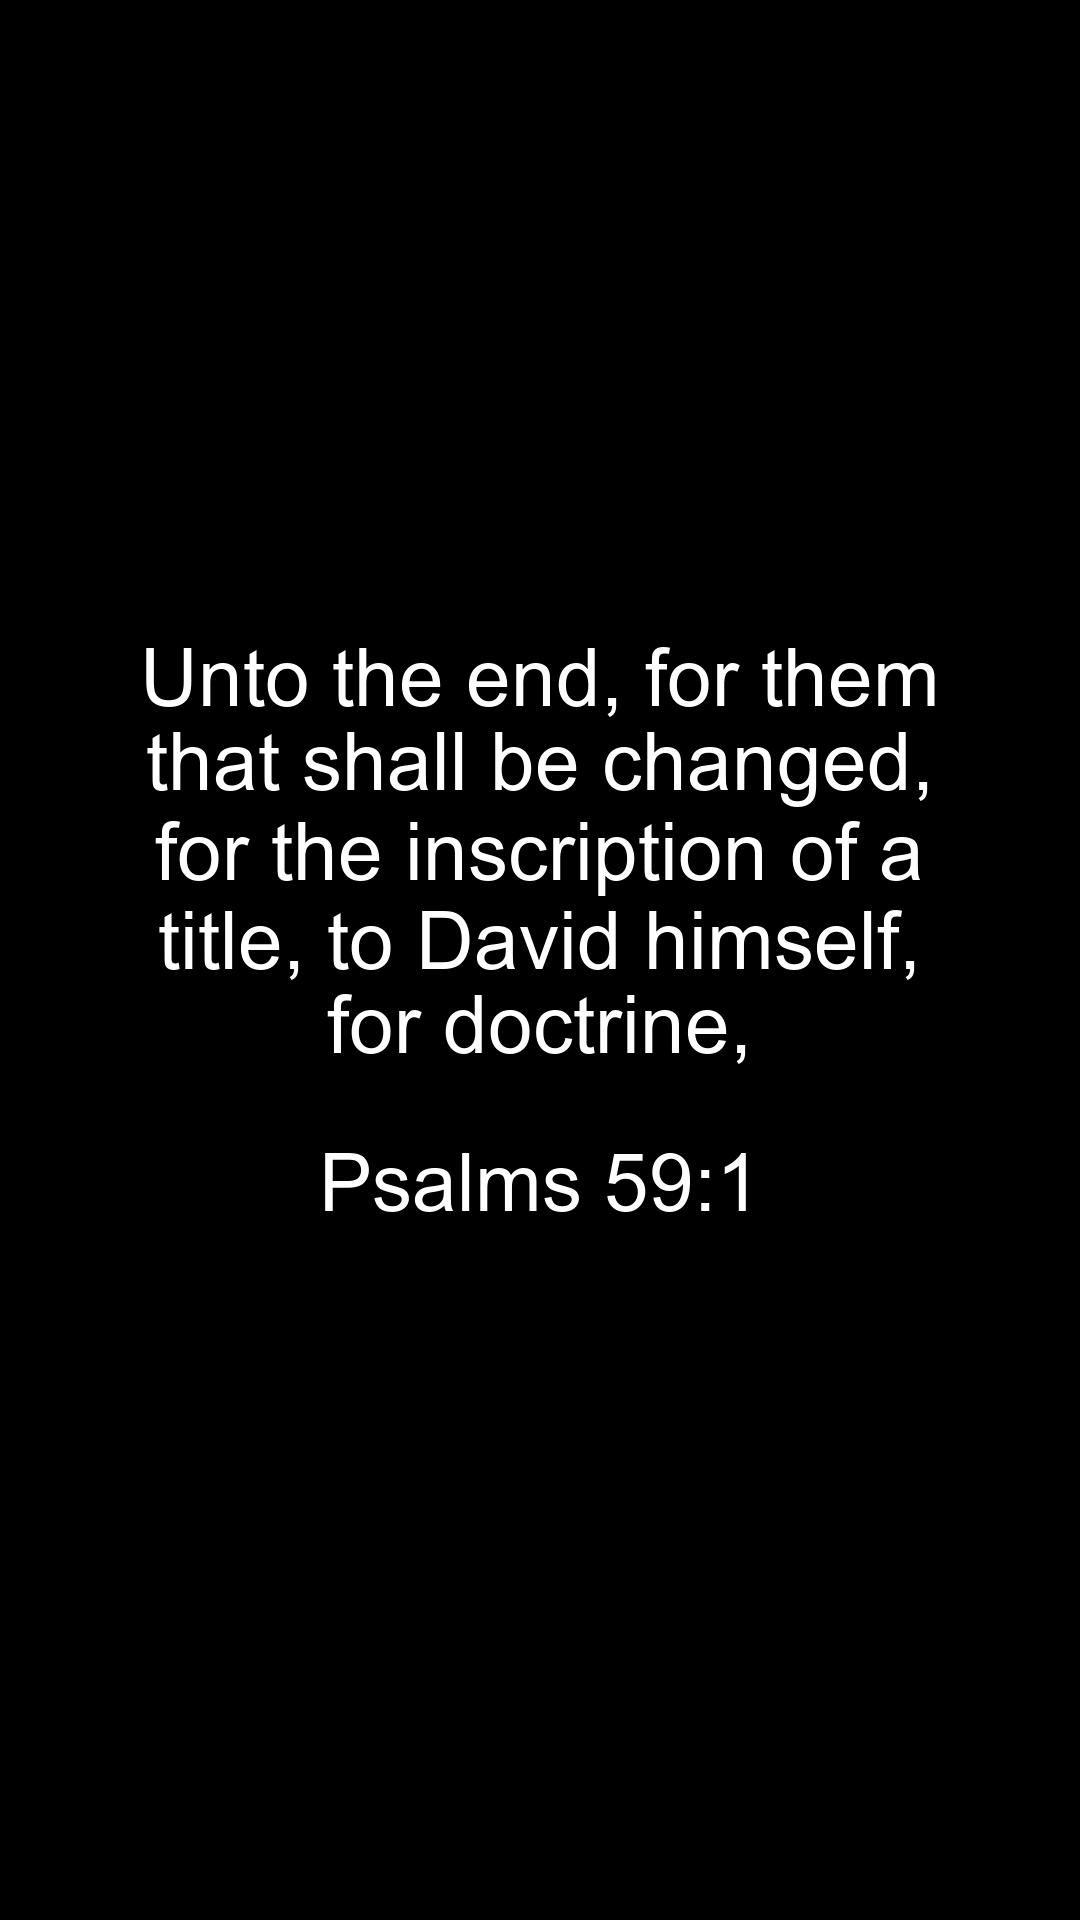 Unto the end, for them
that shall be changed,
for the inscription of a
title, to David himself,
for doctrine,
Psalms 59:1